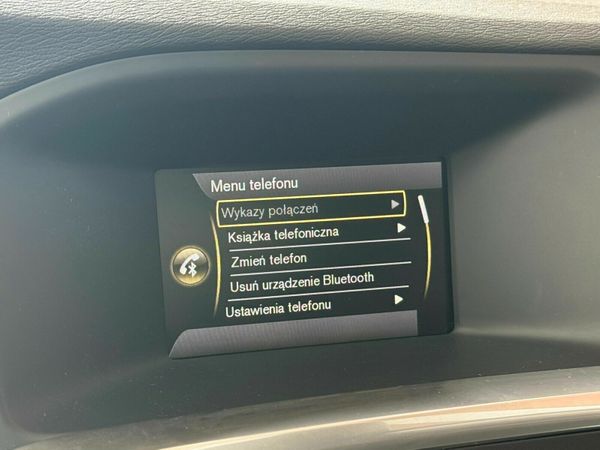 Menu telefonu
Wykazy połączeń
Książka telefoniczna
Zmień telefon
Usuń urządzenie Bluetooth
Ustawienia telefonu